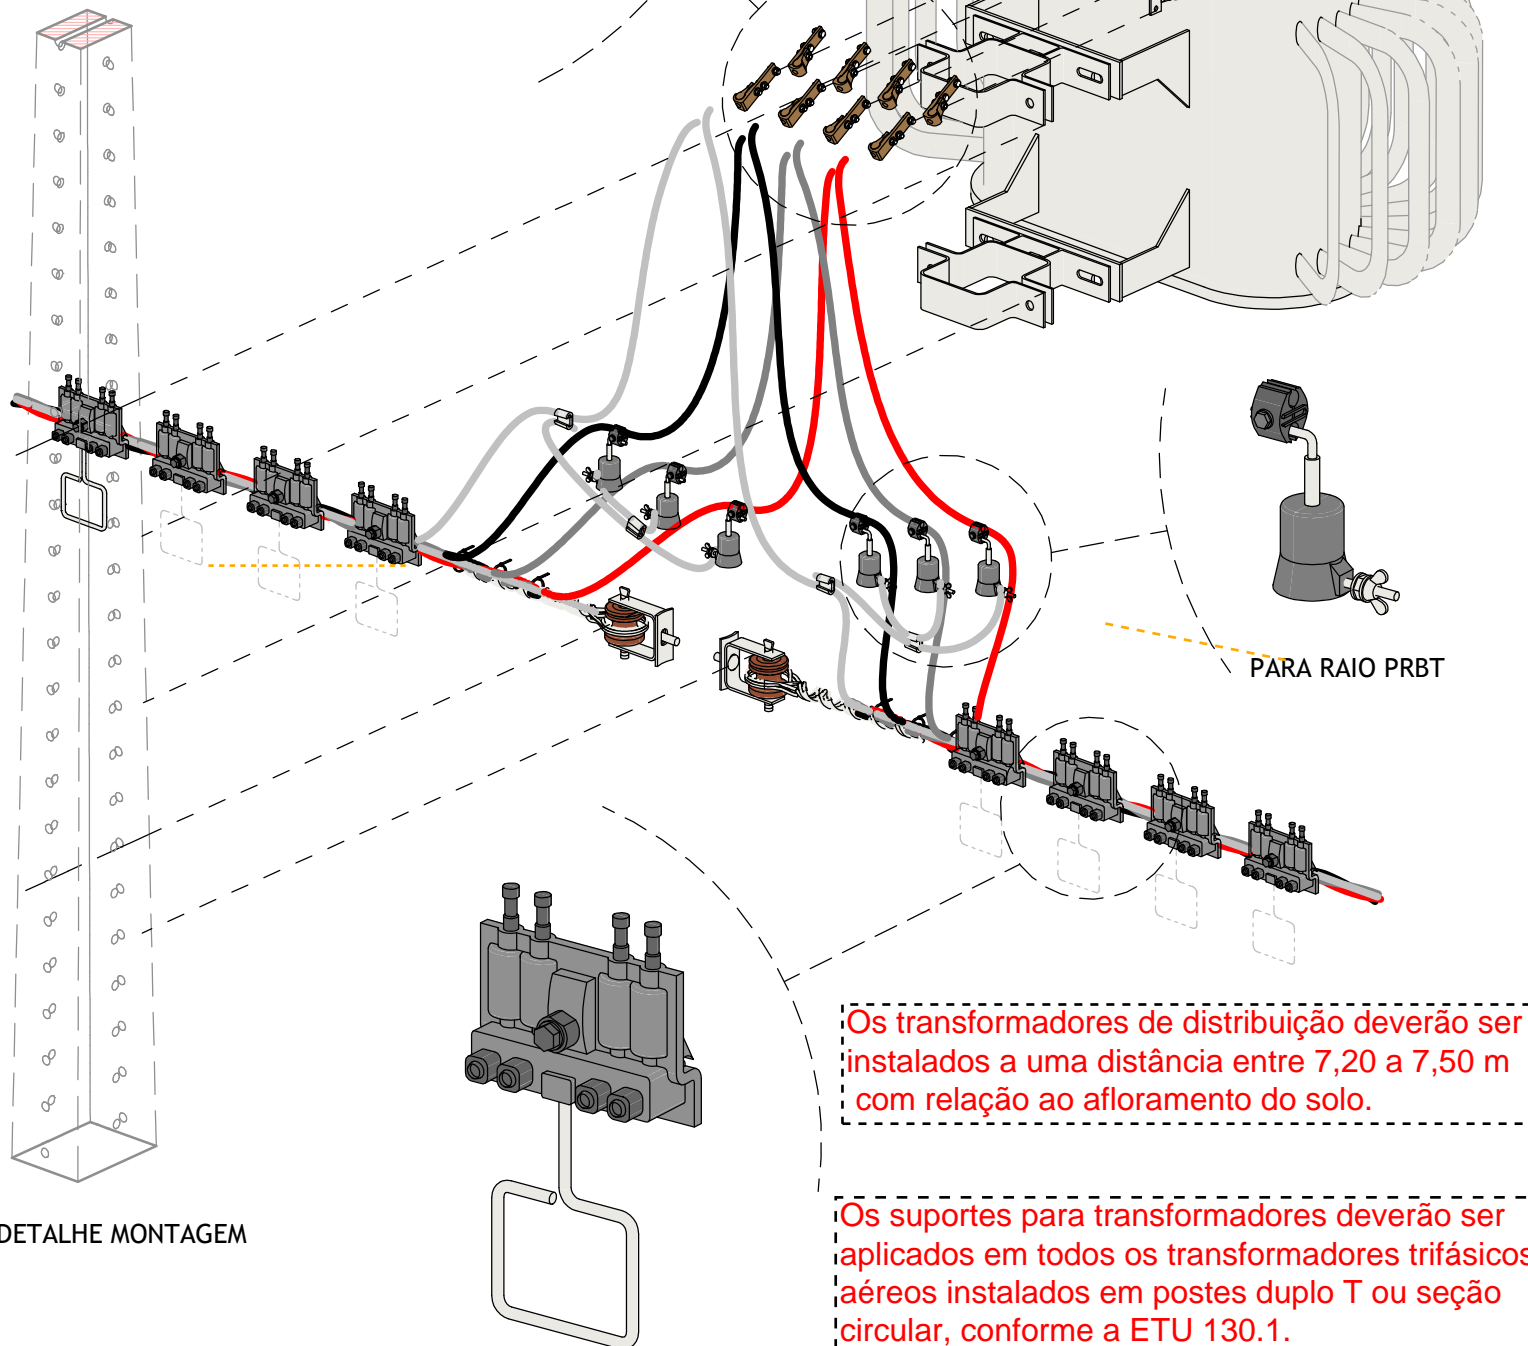 PARA RAIO PRBT
Os transformadores de distribuição deverão ser
instalados a uma distância entre 7,20 a 7,50 m
com relação ao afloramento do solo.
DETALHE MONTAGEM
Os suportes para transformadores deverão ser
aplicados em todos os transformadores trifásicos
aéreos instalados em postes duplo T ou seção
circular, conforme a ETU 130.1.